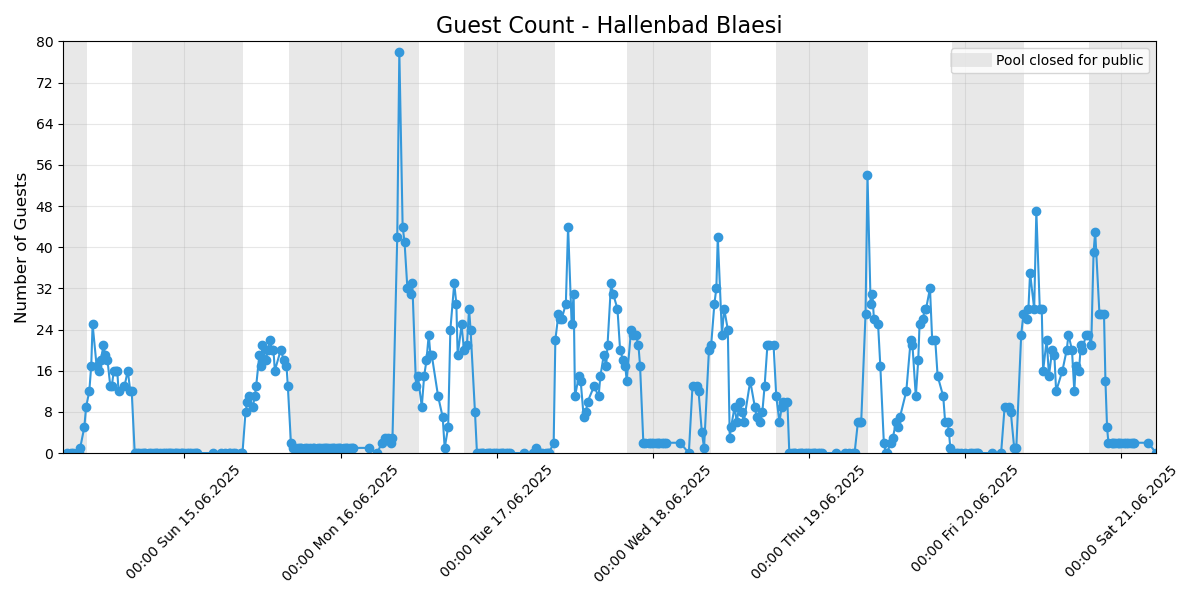 Guest Count - Hallenbad Blaesi
Pool closed for public
Number of Guests
80
72
64
56
48
40
32
24
16
8
0
00:00 Sun 15.06.2025
00:00 Mon 16.06.2025
00:00 Tue 17.06.2025
00:00 Wed 18.06.2025
00:00 Thu 19.06.2025
00:00 Fri 20.06.2025
00:00 Sat 21.06.2025